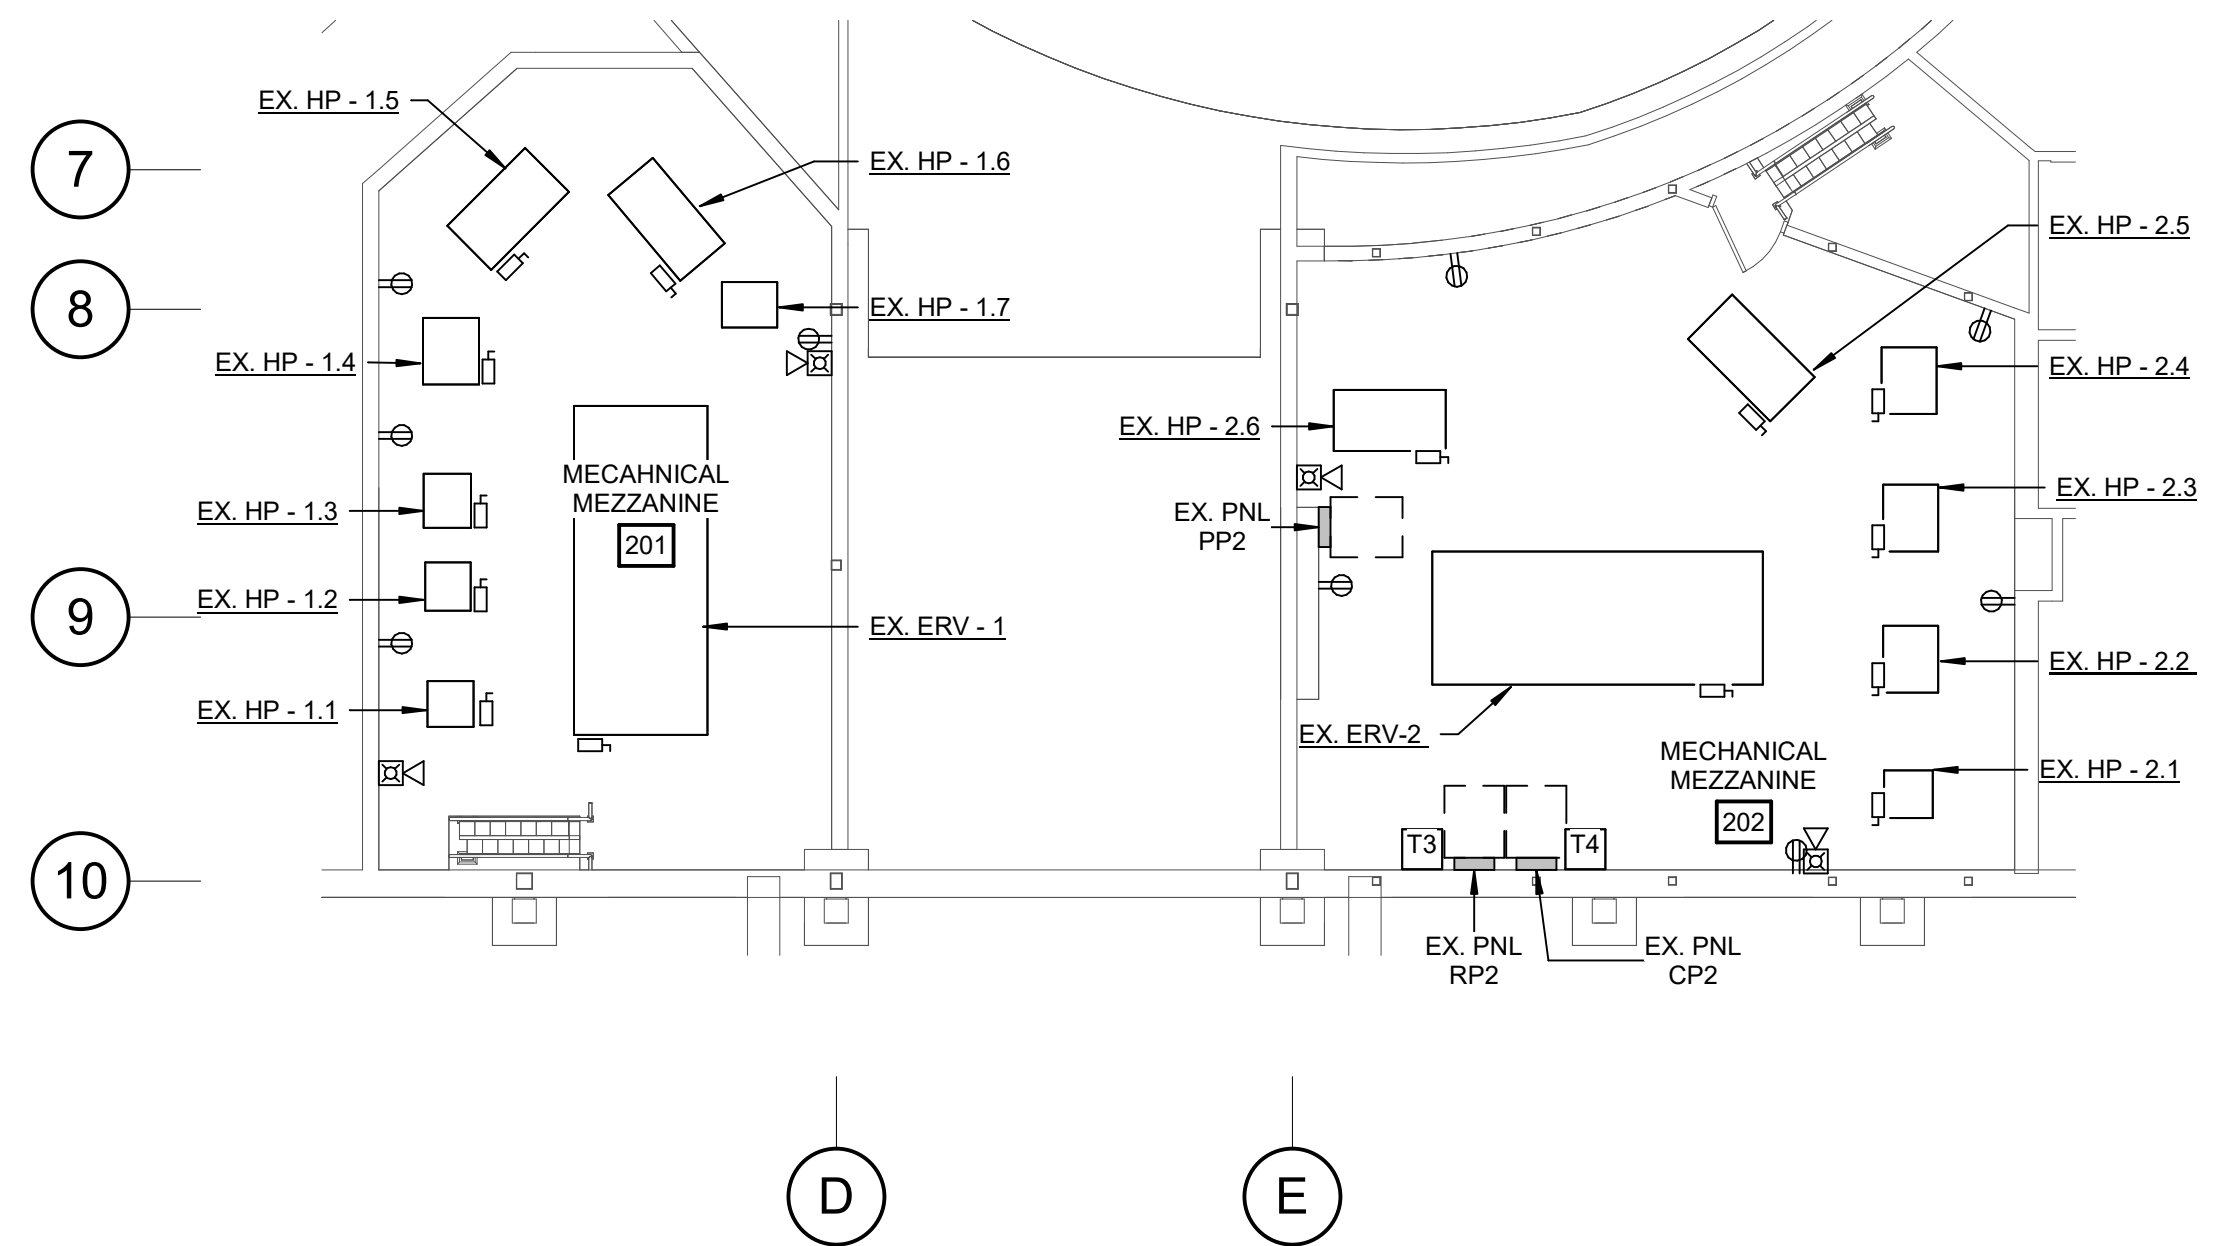 EX. HP - 1.5
7
EX. HP - 1.6
EX. HP - 2.5
8
EX. HP - 1.7
EX. HP - 1.4
EX. HP - 2.4
EX. HP - 2.6
MECAHNICAL
MEZZANINE
201
EX. HP - 1.3
EX. PNL
PP2
EX. HP - 2.3
EX. HP - 1.2
9
EX. ERV - 1
EX. HP - 2.2
EX. HP - 1.1
EX. ERV-2
MECHANICAL
MEZZANINE
202
EX. HP - 2.1
T3
T4
10
EX. PNL
RP2
EX. PNL
CP2
D
E